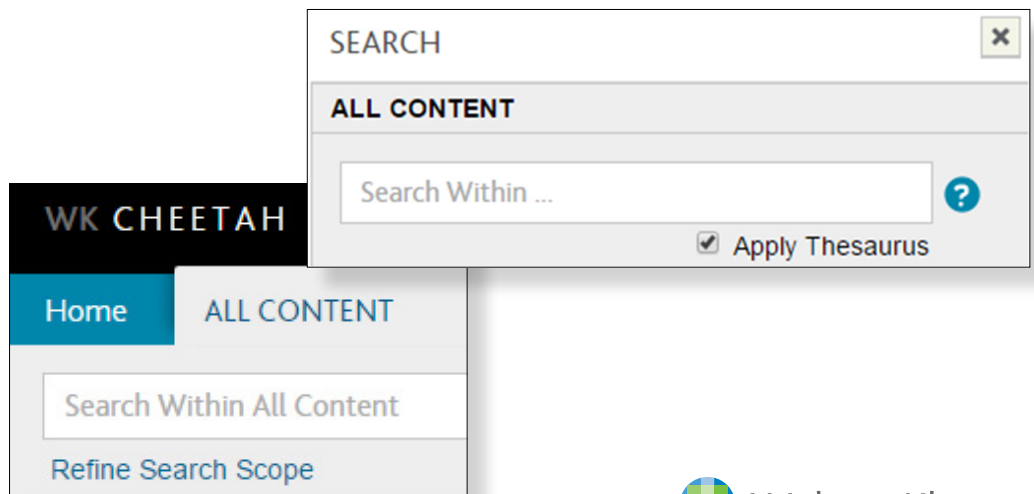 SEARCH
ALL CONTENT
Search Within ...
Apply Thesaurus
WK CHEETAH
Home
ALL CONTENT
Search Within All Content
Refine Search Scope